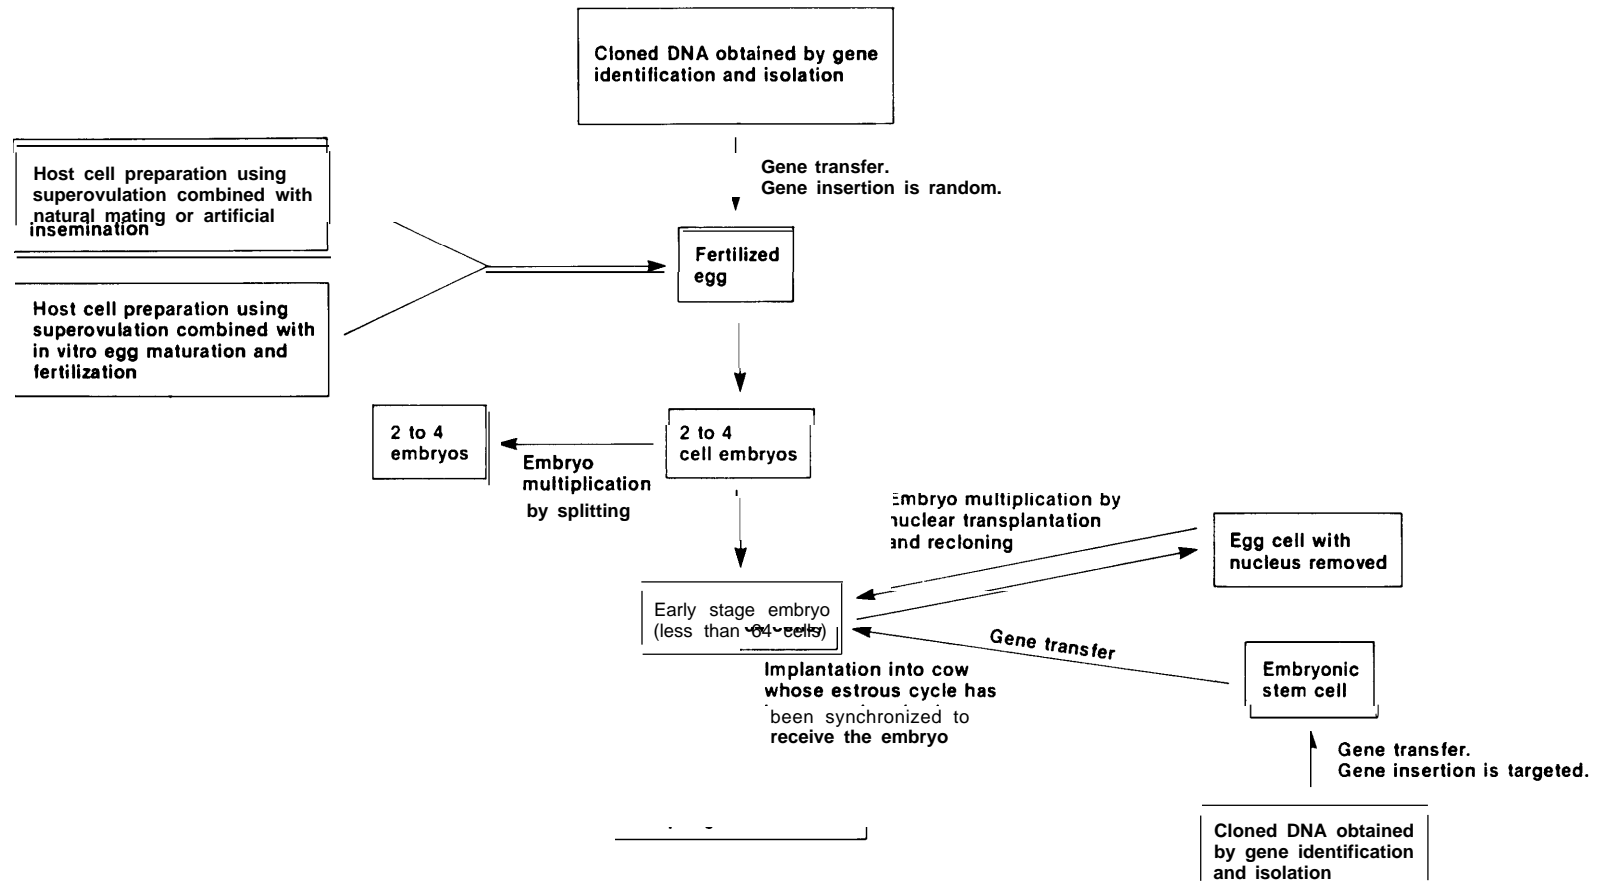 Cloned DNA obtained by gene
identification and isolation
Gene transfer.
Gene insertion is random.
Host cell preparation using
superovulation combined with
natural mating or artificial
insemination
Fertilized
egg
Host cell preparation using
superovulation combined with
in vitro egg maturation and
fertilization
2 to 4
embryos
Embryo
multiplication
by splitting
2 to 4
cell embryos
Embryo multiplication by
nuclear transplantation
and recloning
Egg cell with
nucleus removed
Early stage embryo
(less than 64 cells)
Gene transfer
Embryonic
stem cell
Implantation into cow
whose estrous cycle has
been synchronized to
receive the embryo
Gene transfer.
Gene insertion is targeted.
Cloned DNA obtained
by gene identification
and isolation